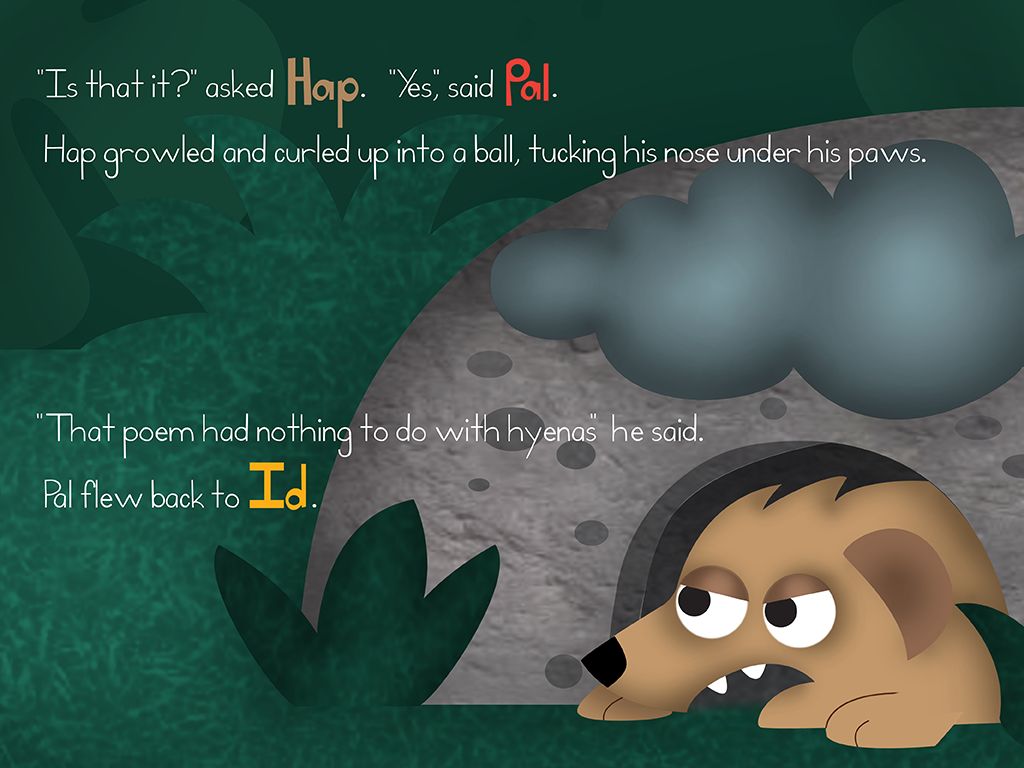 "Is that it?" asked Hap. "Yes", said Pal.
Hap growled and curled up into a ball, tucking his nose under his paws.
"That poem had nothing to do with hyenas" he said.
Pal flew back to Id.